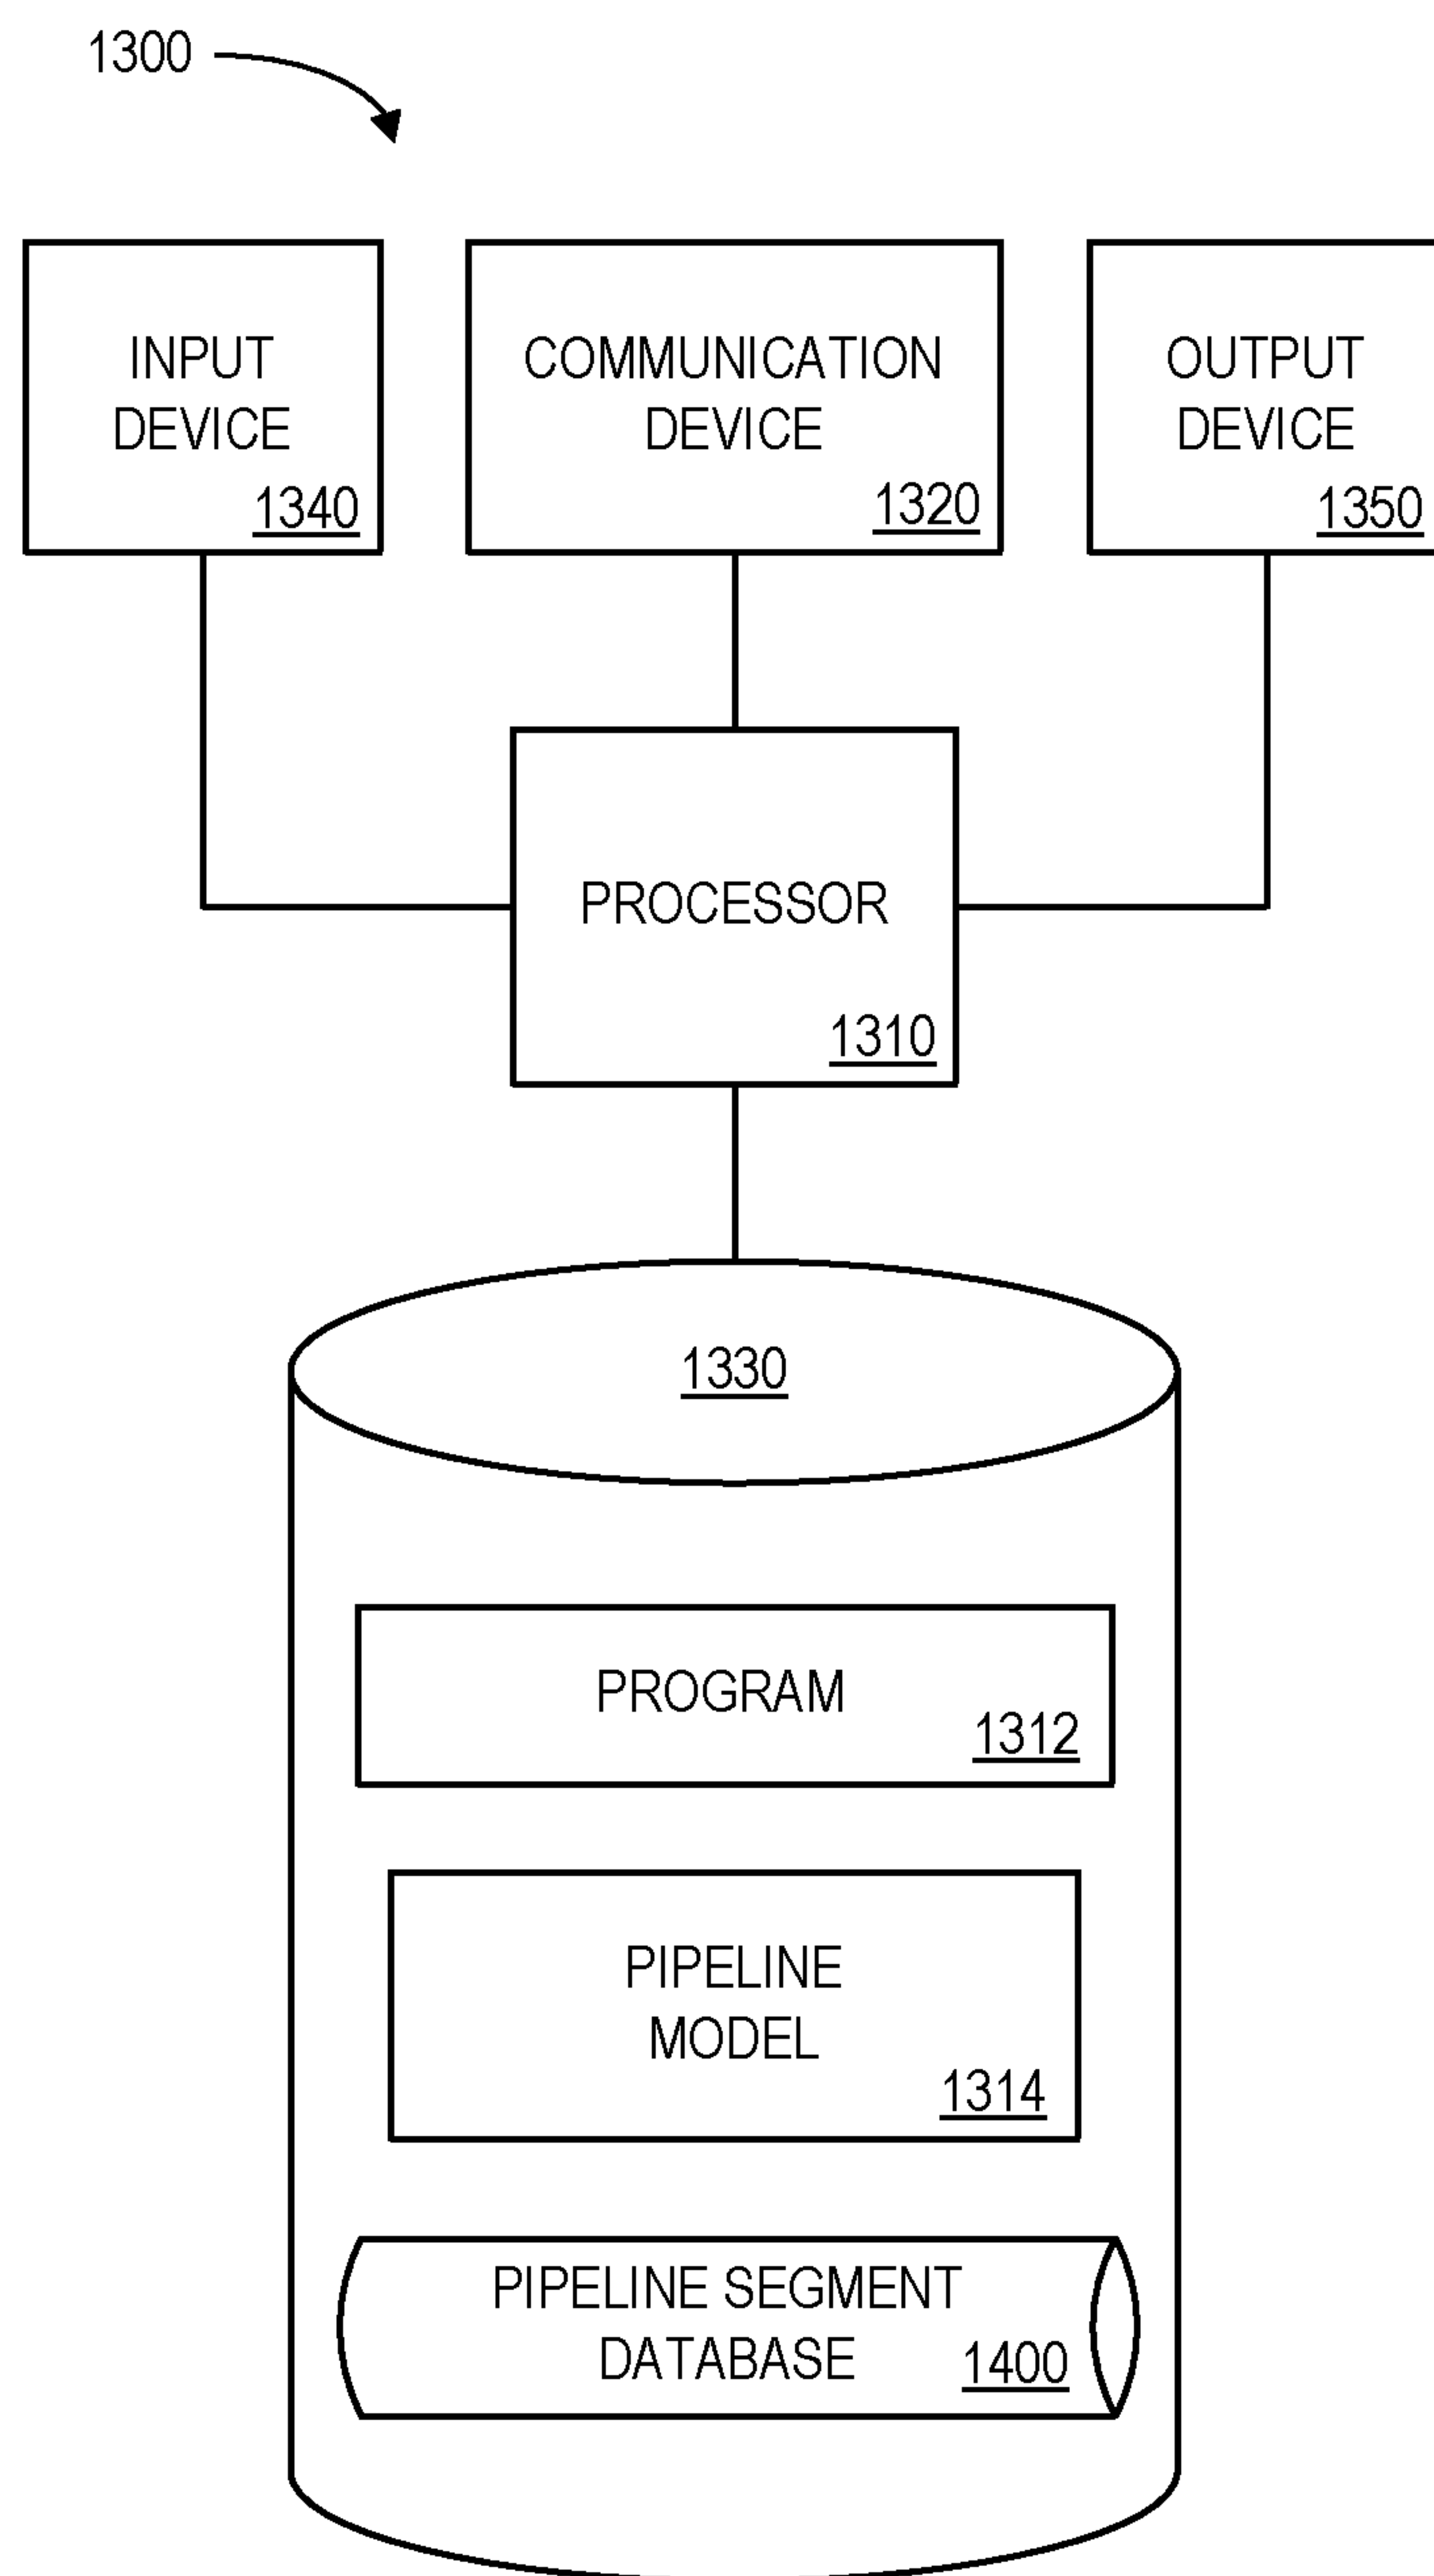 1300
INPUT
DEVICE
1340
COMMUNICATION
DEVICE
1320
OUTPUT
DEVICE
1350
PROCESSOR
1310
1330
PROGRAM
1312
PIPELINE
MODEL
1314
PIPELINE SEGMENT
DATABASE
1400